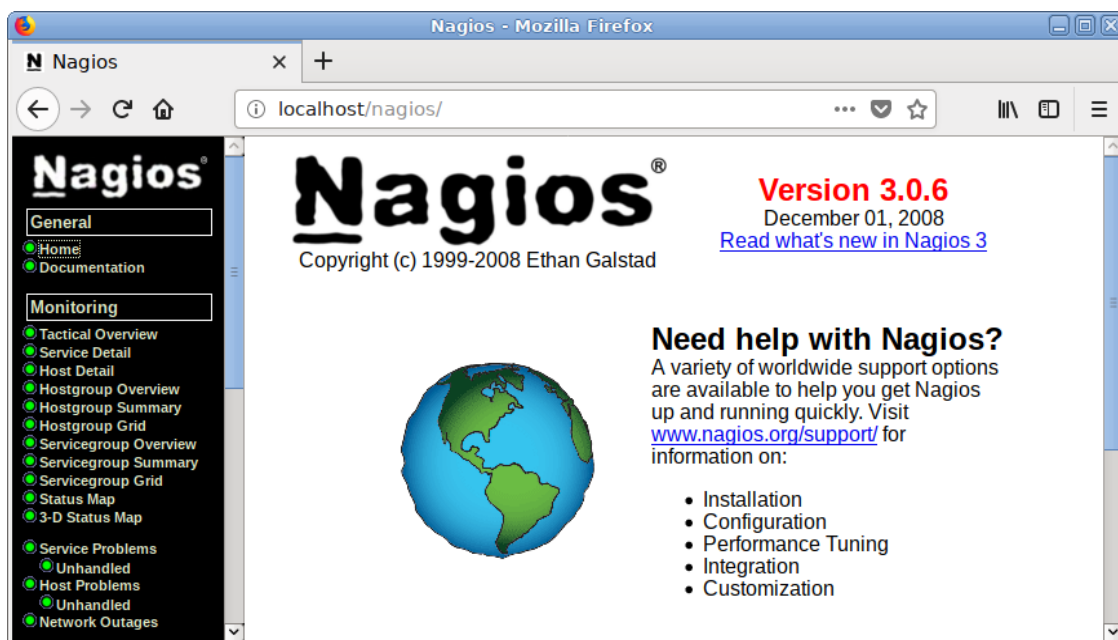 Nagios - Mozilla Firefox
N Nagios
localhost/nagios/
Nagios®
General
Home
Documentation
Monitoring
Tactical Overview
Service Detail
Host Detail
Hostgroup Overview
Hostgroup Summary
Hostgroup Grid
Servicegroup Overview
Servicegroup Summary
Servicegroup Grid
Status Map
3-D Status Map
Service Problems
Unhandled
Host Problems
Unhandled
Network Outages
Nagios®
Copyright (c) 1999-2008 Ethan Galstad
Version 3.0.6
December 01, 2008
Read what's new in Nagios 3
Need help with Nagios?
A variety of worldwide support options
are available to help you get Nagios
up and running quickly. Visit
www.nagios.org/support/ for
information on:
• Installation
• Configuration
• Performance Tuning
• Integration
• Customization